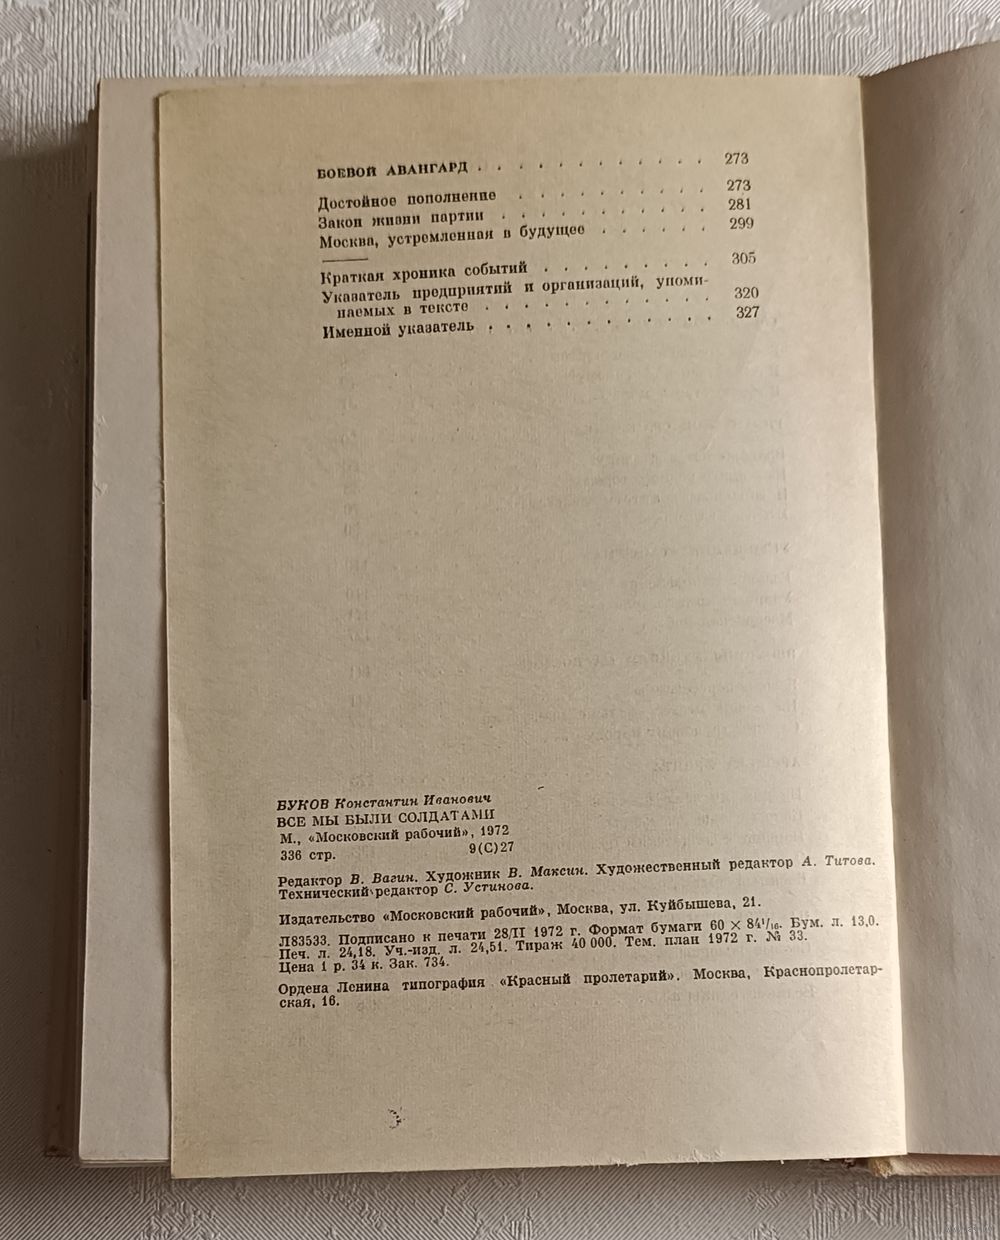 БОЕВОЙ АВАНГАРД . . . . . . . . . . . . 273
Достойное пополнение . . . . . . . . . . 273
Закон жизни партии . . . . . . . . . . . 281
Москва, устремленная в будущее . . . . . . 299
Краткая хроника событий . . . . . . . . . 305
Указатель предприятий и организаций, упоми-
наемых в тексте . . . . . . . . . . . 320
Именной указатель . . . . . . . . . . . . 327
БУКОВ Константин Иванович
ВСЕ МЫ БЫЛИ СОЛДАТАМИ
М., «Московский рабочий», 1972
336 стр. 9(С)27
Редактор В. Вагин. Художник В. Максин. Художественный редактор А. Титова.
Технический редактор С. Устинова.
Издательство «Московский рабочий», Москва, ул. Куйбышева, 21.
Л83533. Подписано к печати 28/II 1972 г. Формат бумаги 60 × 84¹/₁₆. Бум. л. 13,0.
Печ. л. 24,18. Уч.-изд. л. 24,51. Тираж 40 000. Тем. план 1972 г. № 33.
Цена 1 р. 34 к. Зак. 734.
Ордена Ленина типография «Красный пролетарий». Москва, Краснопролетар-
ская, 16.